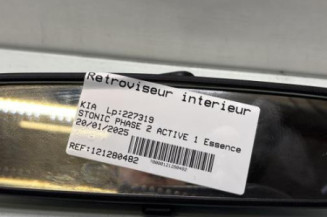 Retroviseur interieur
KIA Lp:227319
STONIC PHASE 2 ACTIVE 1 Essence
20/01/2025
REF:121280482